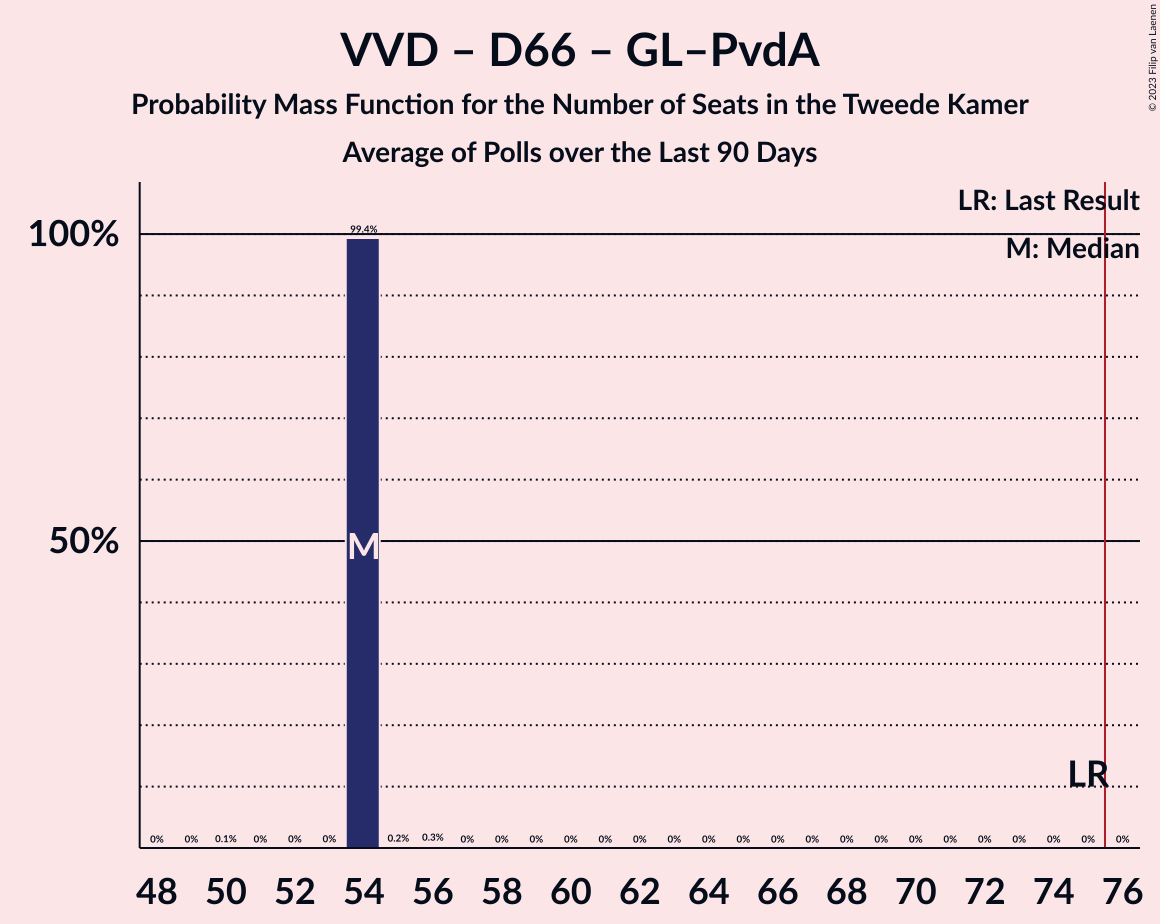 VVD – D66 – GL–PvdA
Probability Mass Function for the Number of Seats in the Tweede Kamer
Average of Polls over the Last 90 Days
© 2023 Filip van Laenen
LR: Last Result
M: Median
100%
99.4%
50%
M
LR
0% 0% 0.1% 0% 0% 0% 0.2% 0.3% 0% 0% 0% 0% 0% 0% 0% 0% 0% 0% 0% 0% 0% 0% 0% 0% 0% 0% 0% 0%
48 50 52 54 56 58 60 62 64 66 68 70 72 74 76